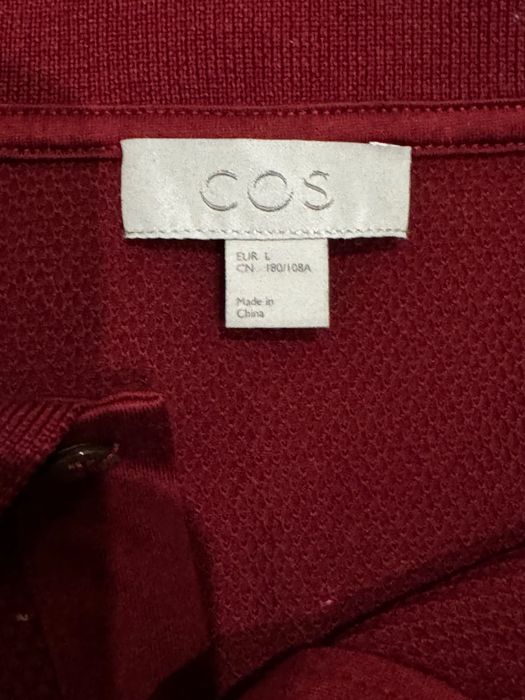 COS
EUR L
CN 180/108A
Made in
China